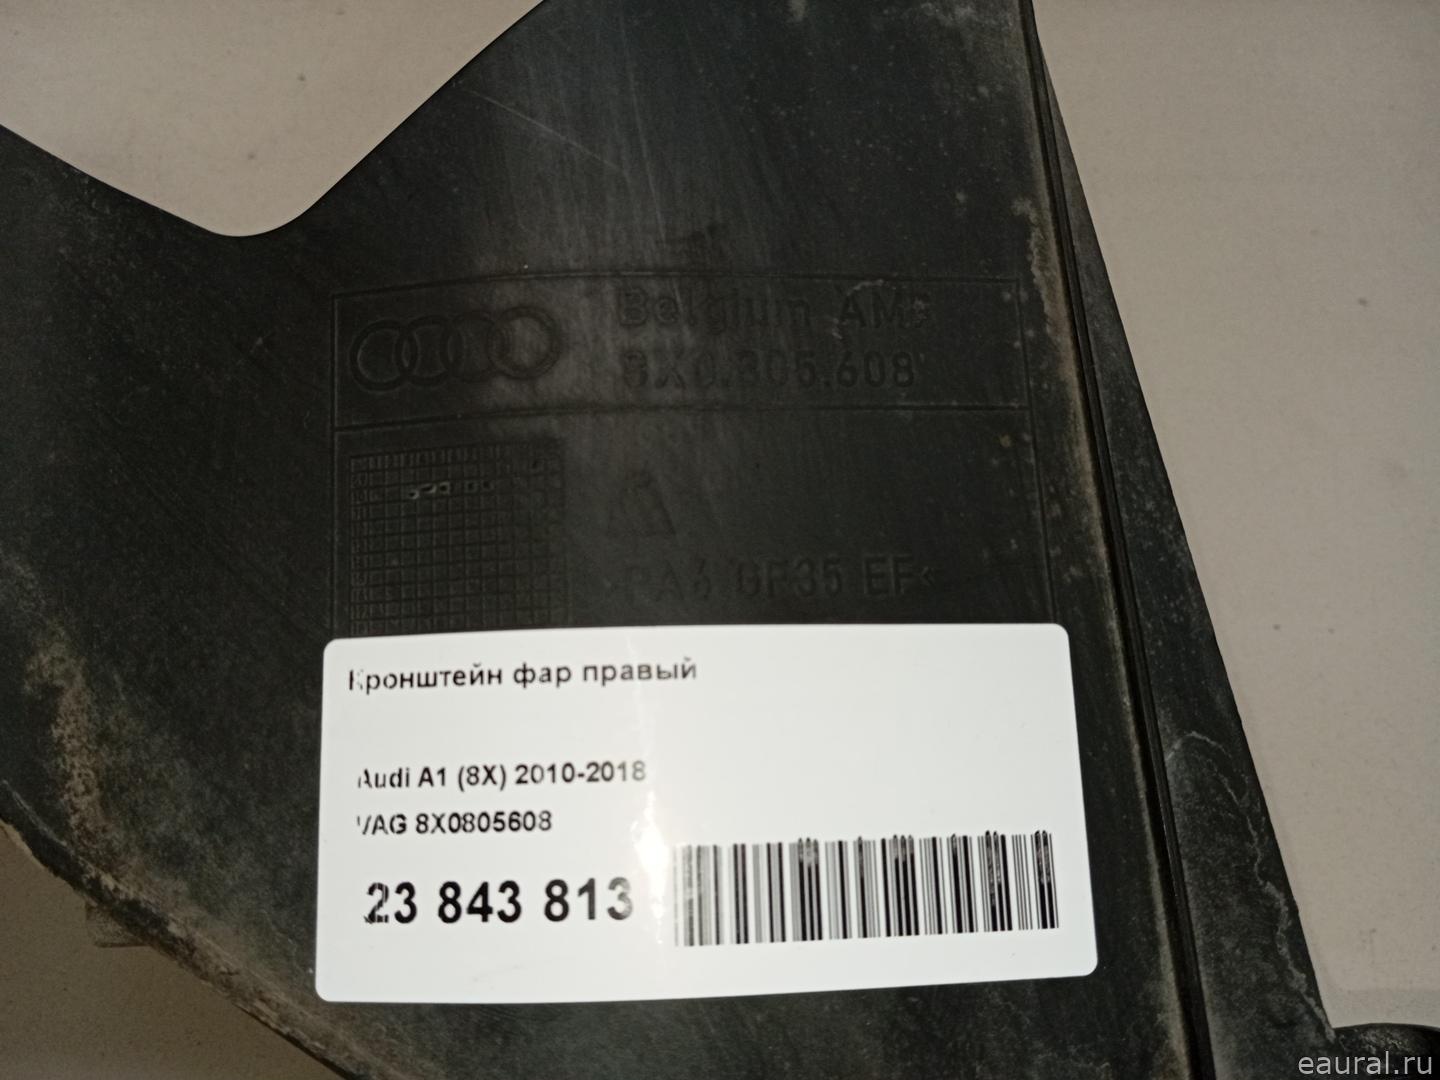 Belgium AMS
8X0.805.608
>PA6 GF35 EF<
Кронштейн фар правый
Audi A1 (8X) 2010-2018
VAG 8X0805608
23 843 813
eaural.ru